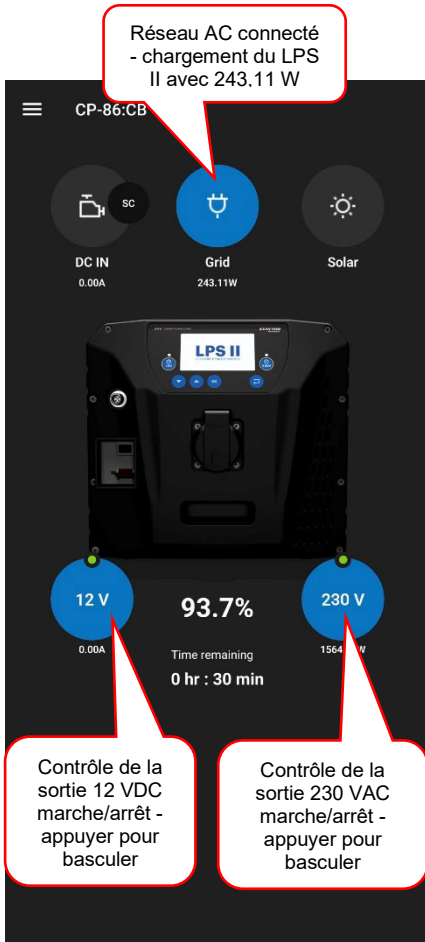 Réseau AC connecté
- chargement du LPS
II avec 243,11 W
CP-86:CB
SC
DC IN
0.00A
Grid
243.11W
Solar
LPS II
12 V
0.00A
93.7%
Time remaining
0 hr : 30 min
230 V
1564
W
Contrôle de la
sortie 12 VDC
marche/arrêt -
appuyer pour
basculer
Contrôle de la
sortie 230 VAC
marche/arrêt -
appuyer pour
basculer